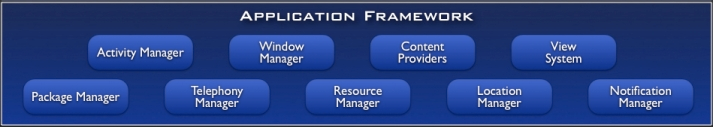 APPLICATION FRAMEWORK
Activity Manager
Window
Manager
Content
Providers
View
System
Package Manager
Telephony
Manager
Resource
Manager
Location
Manager
Notification
Manager